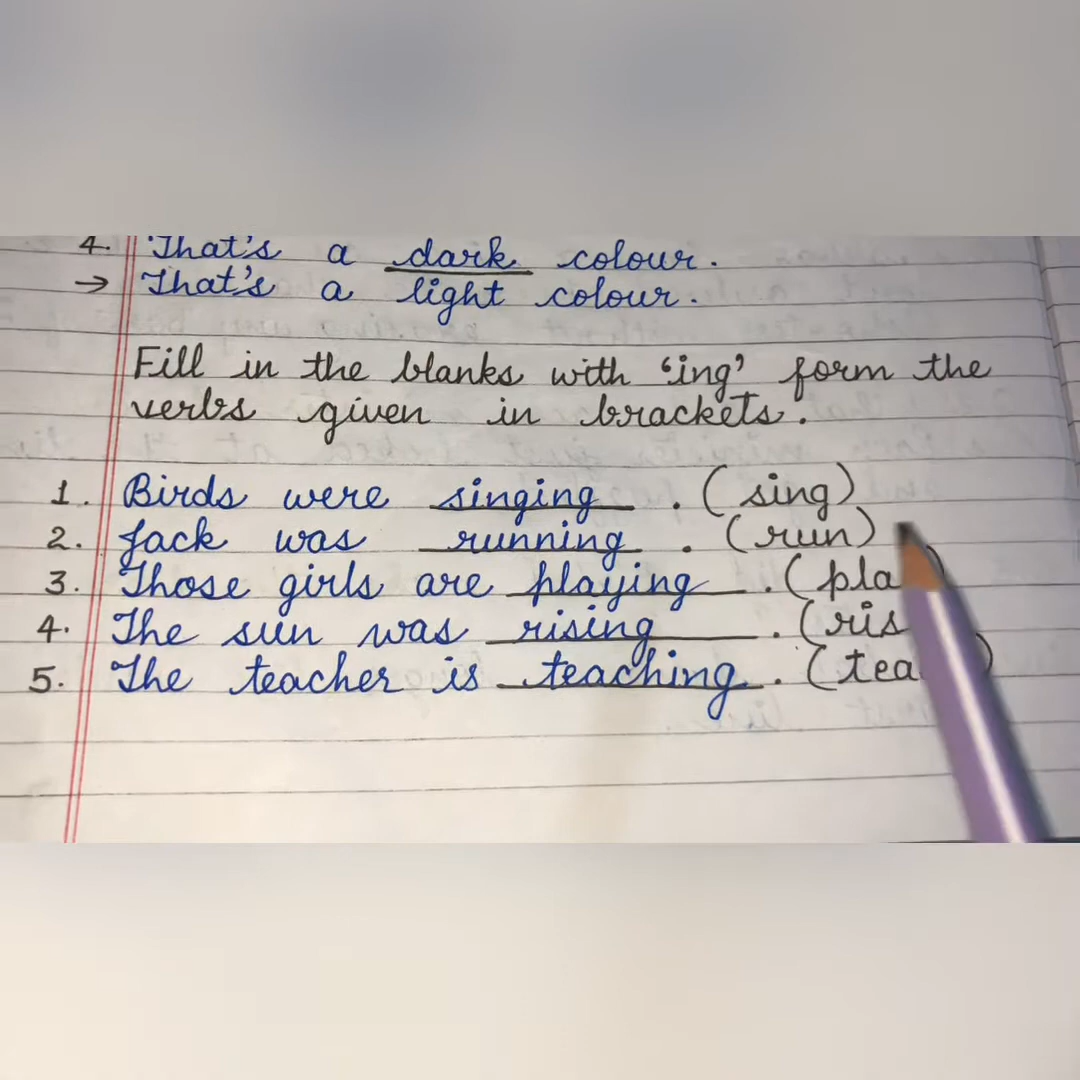 4. That's a dark colour.
→ That's a light colour.
Fill in the blanks with 'ing' form the
verbs given in brackets.
1. Birds were singing. (sing)
2. Jack was running. (run)
3. Those girls are playing. (pla
4. The sun was rising. (ris
5. The teacher is teaching. (tea )